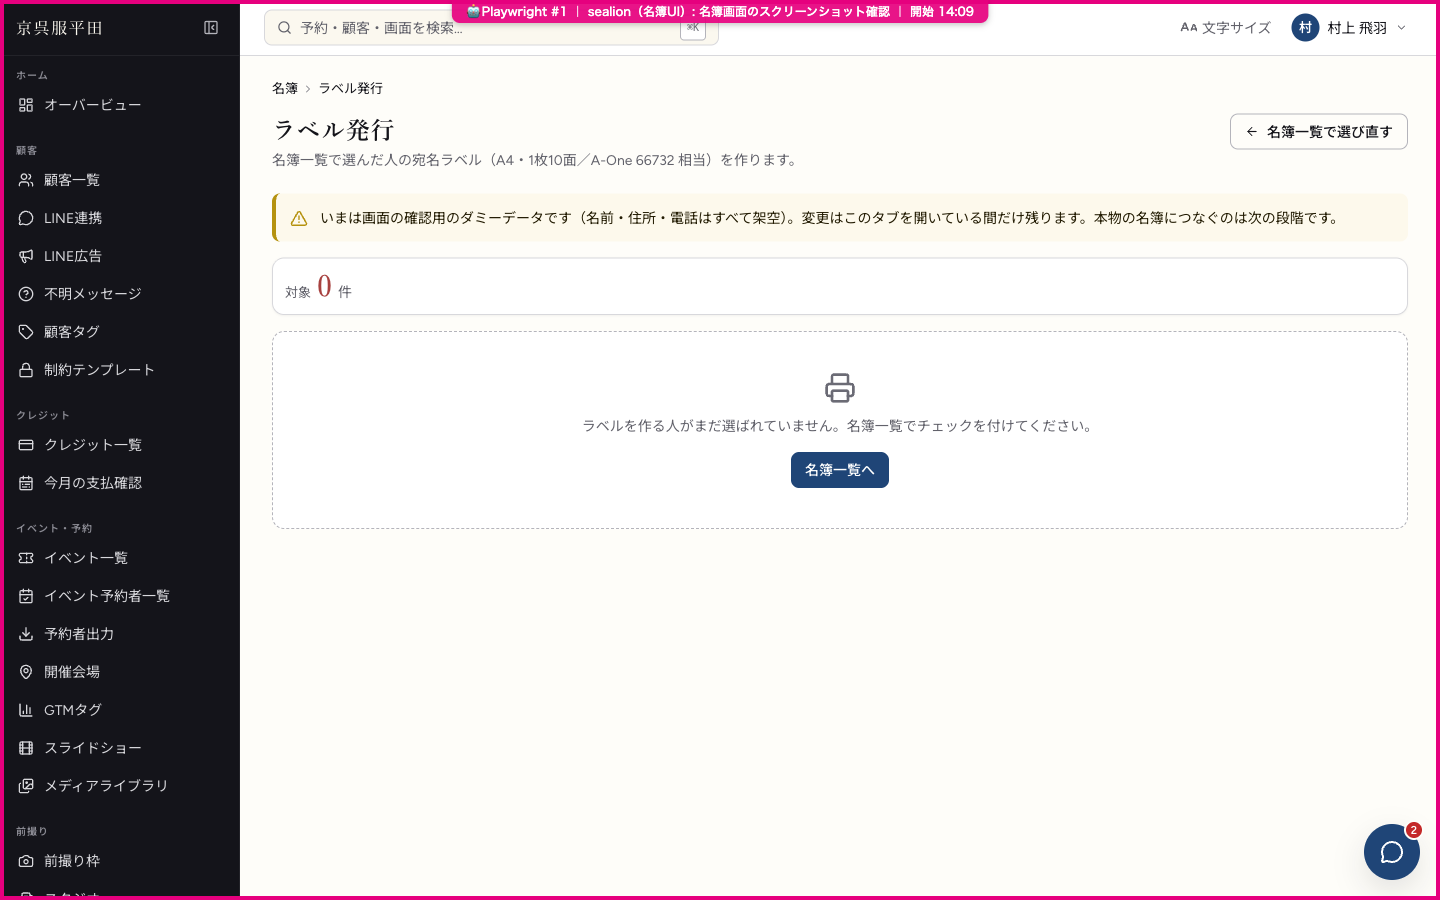 🤖Playwright #1 ｜ sealion（名簿UI）: 名簿画面のスクリーンショット確認 ｜ 開始 14:09
京呉服平田
予約・顧客・画面を検索...
⌘K
AA 文字サイズ
村
村上 飛羽
ホーム
オーバービュー
顧客
顧客一覧
LINE連携
LINE広告
不明メッセージ
顧客タグ
制約テンプレート
クレジット
クレジット一覧
今月の支払確認
イベント・予約
イベント一覧
イベント予約者一覧
予約者出力
開催会場
GTMタグ
スライドショー
メディアライブラリ
前撮り
前撮り枠
名簿 › ラベル発行
ラベル発行
← 名簿一覧で選び直す
名簿一覧で選んだ人の宛名ラベル（A4・1枚10面／A-One 66732 相当）を作ります。
いまは画面の確認用のダミーデータです（名前・住所・電話はすべて架空）。変更はこのタブを開いている間だけ残ります。本物の名簿につなぐのは次の段階です。
対象 0 件
ラベルを作る人がまだ選ばれていません。名簿一覧でチェックを付けてください。
名簿一覧へ
2